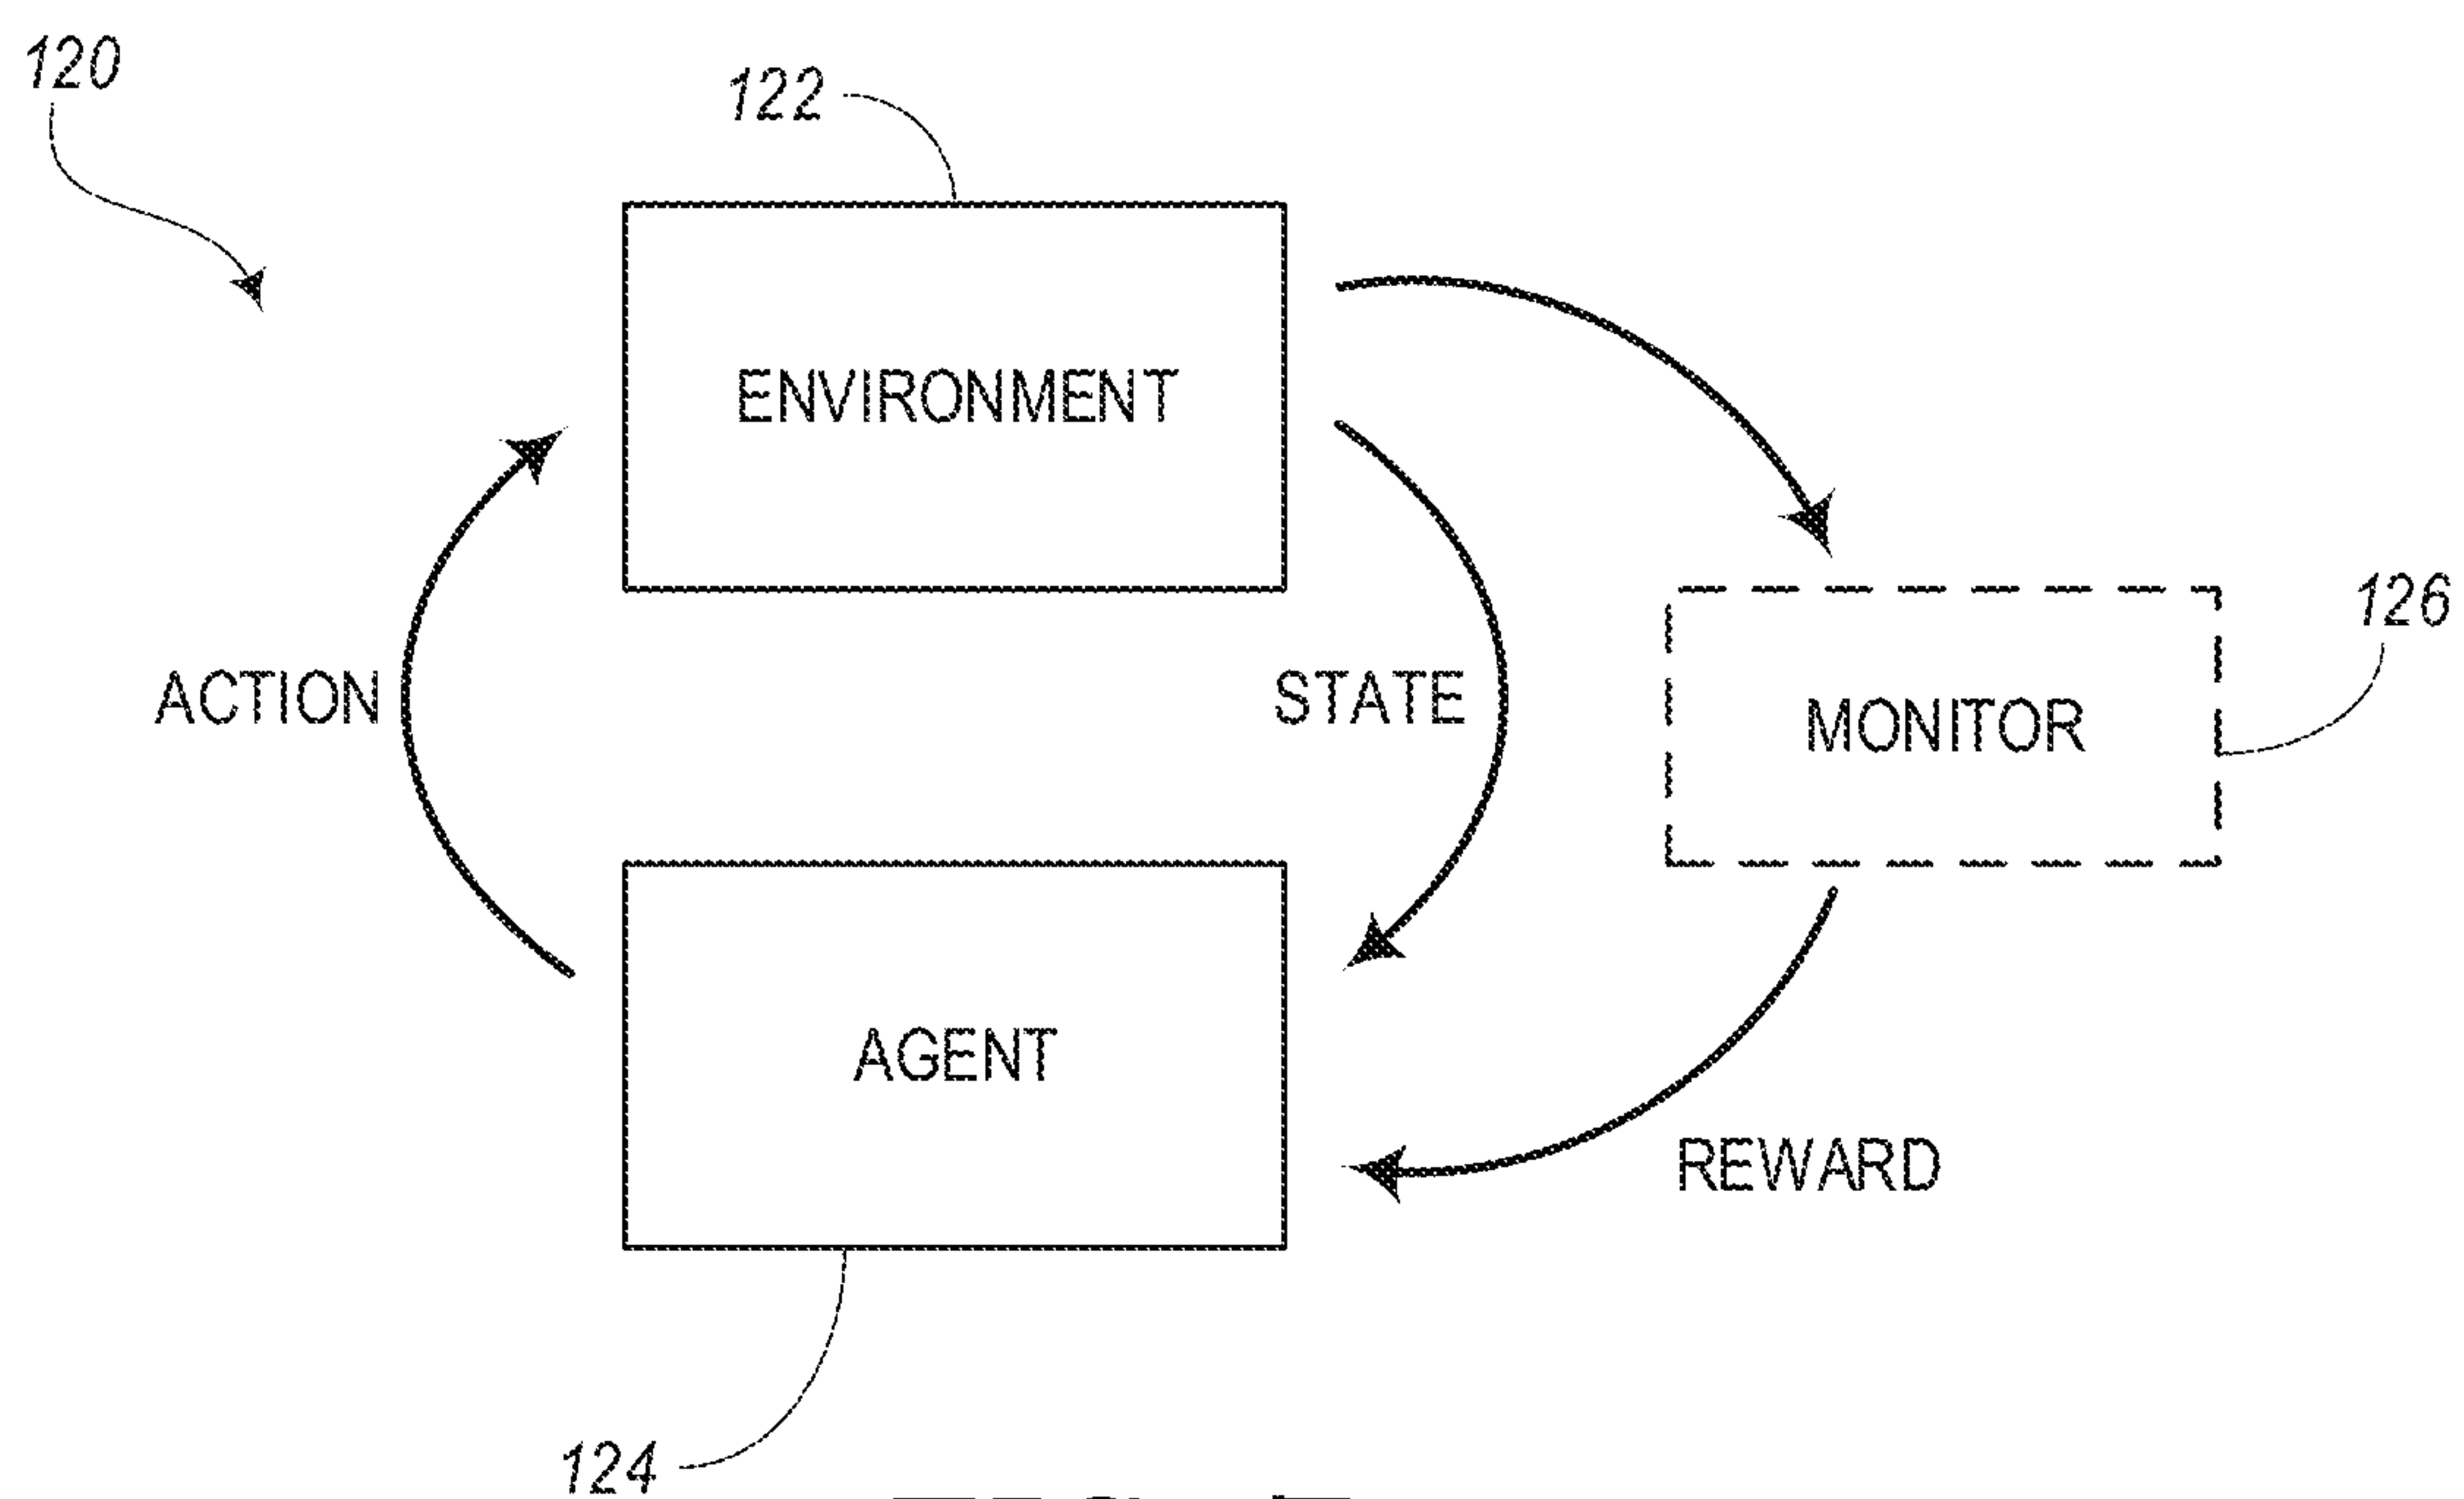 120
122
ENVIRONMENT
126
ACTION
STATE
MONITOR
AGENT
REWARD
124